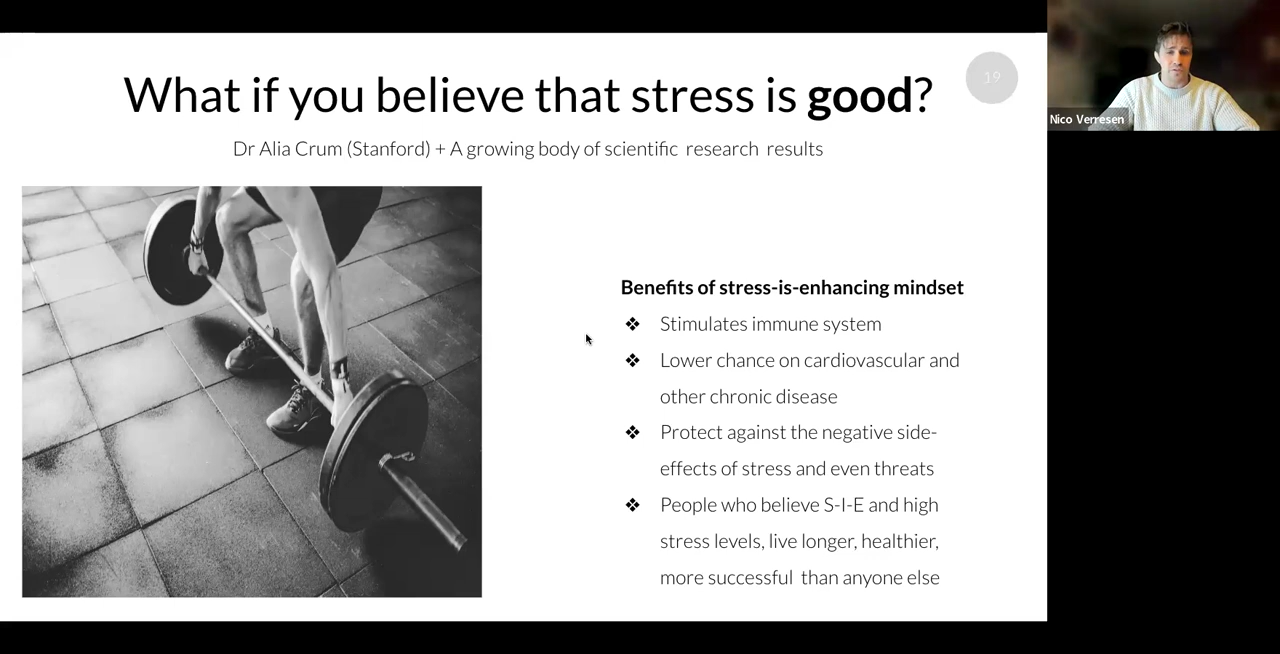 What if you believe that stress is good?
19
Dr Alia Crum (Stanford) + A growing body of scientific research results
Nico Verresen
Benefits of stress-is-enhancing mindset
❖ Stimulates immune system
❖ Lower chance on cardiovascular and
other chronic disease
❖ Protect against the negative side-
effects of stress and even threats
❖ People who believe S-I-E and high
stress levels, live longer, healthier,
more successful than anyone else